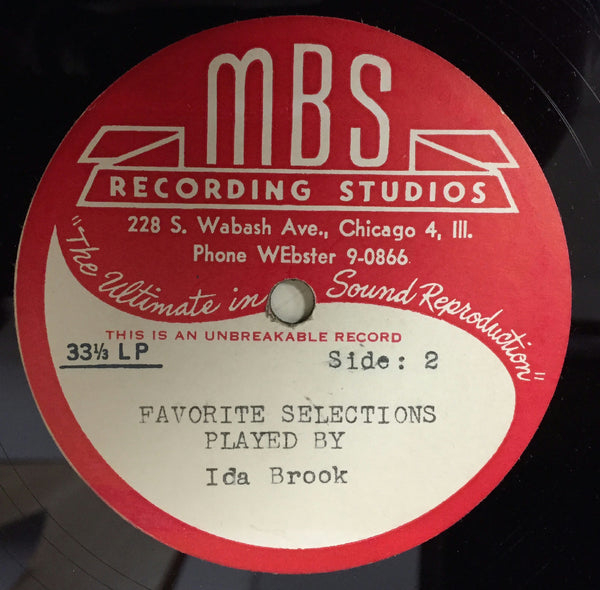 MBS
RECORDING STUDIOS
228 S. Wabash Ave., Chicago 4, Ill.
Phone WEbster 9-0866
"The Ultimate in Sound Reproduction"
THIS IS AN UNBREAKABLE RECORD
33⅓ LP
Side: 2
FAVORITE SELECTIONS
PLAYED BY
Ida Brook